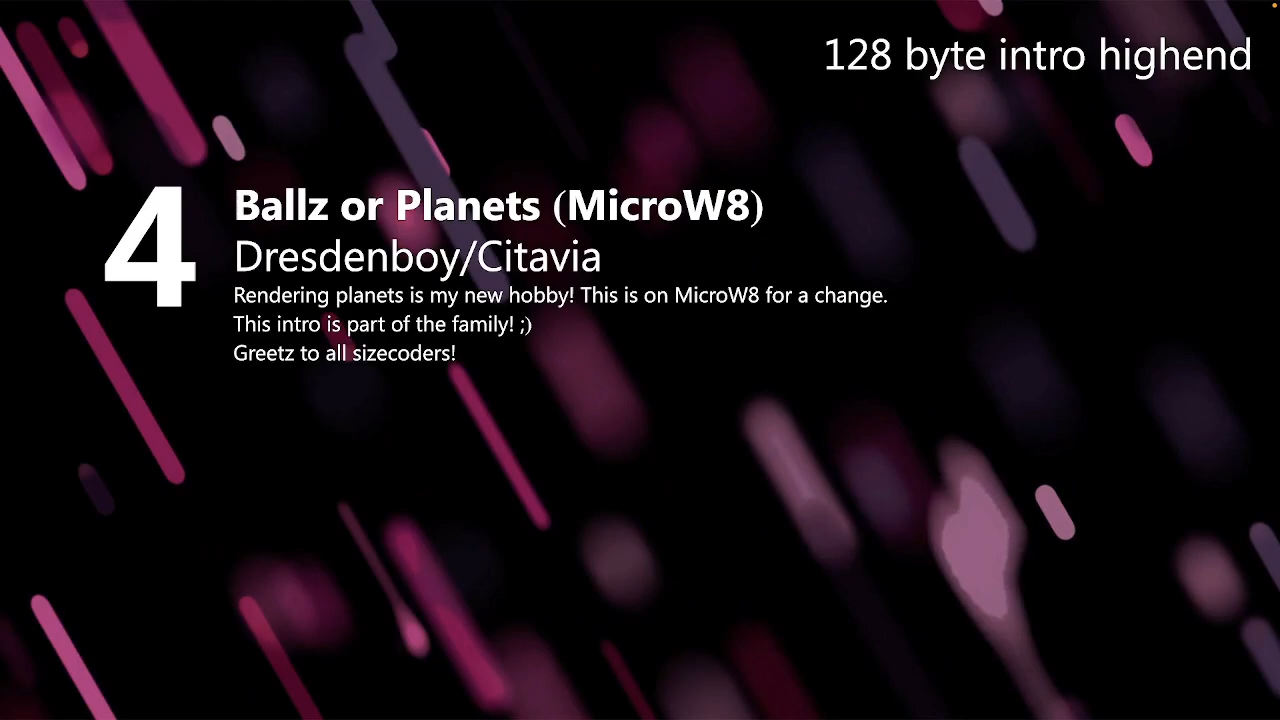 128 byte intro highend
4
Ballz or Planets (MicroW8)
Dresdenboy/Citavia
Rendering planets is my new hobby! This is on MicroW8 for a change.
This intro is part of the family! ;)
Greetz to all sizecoders!